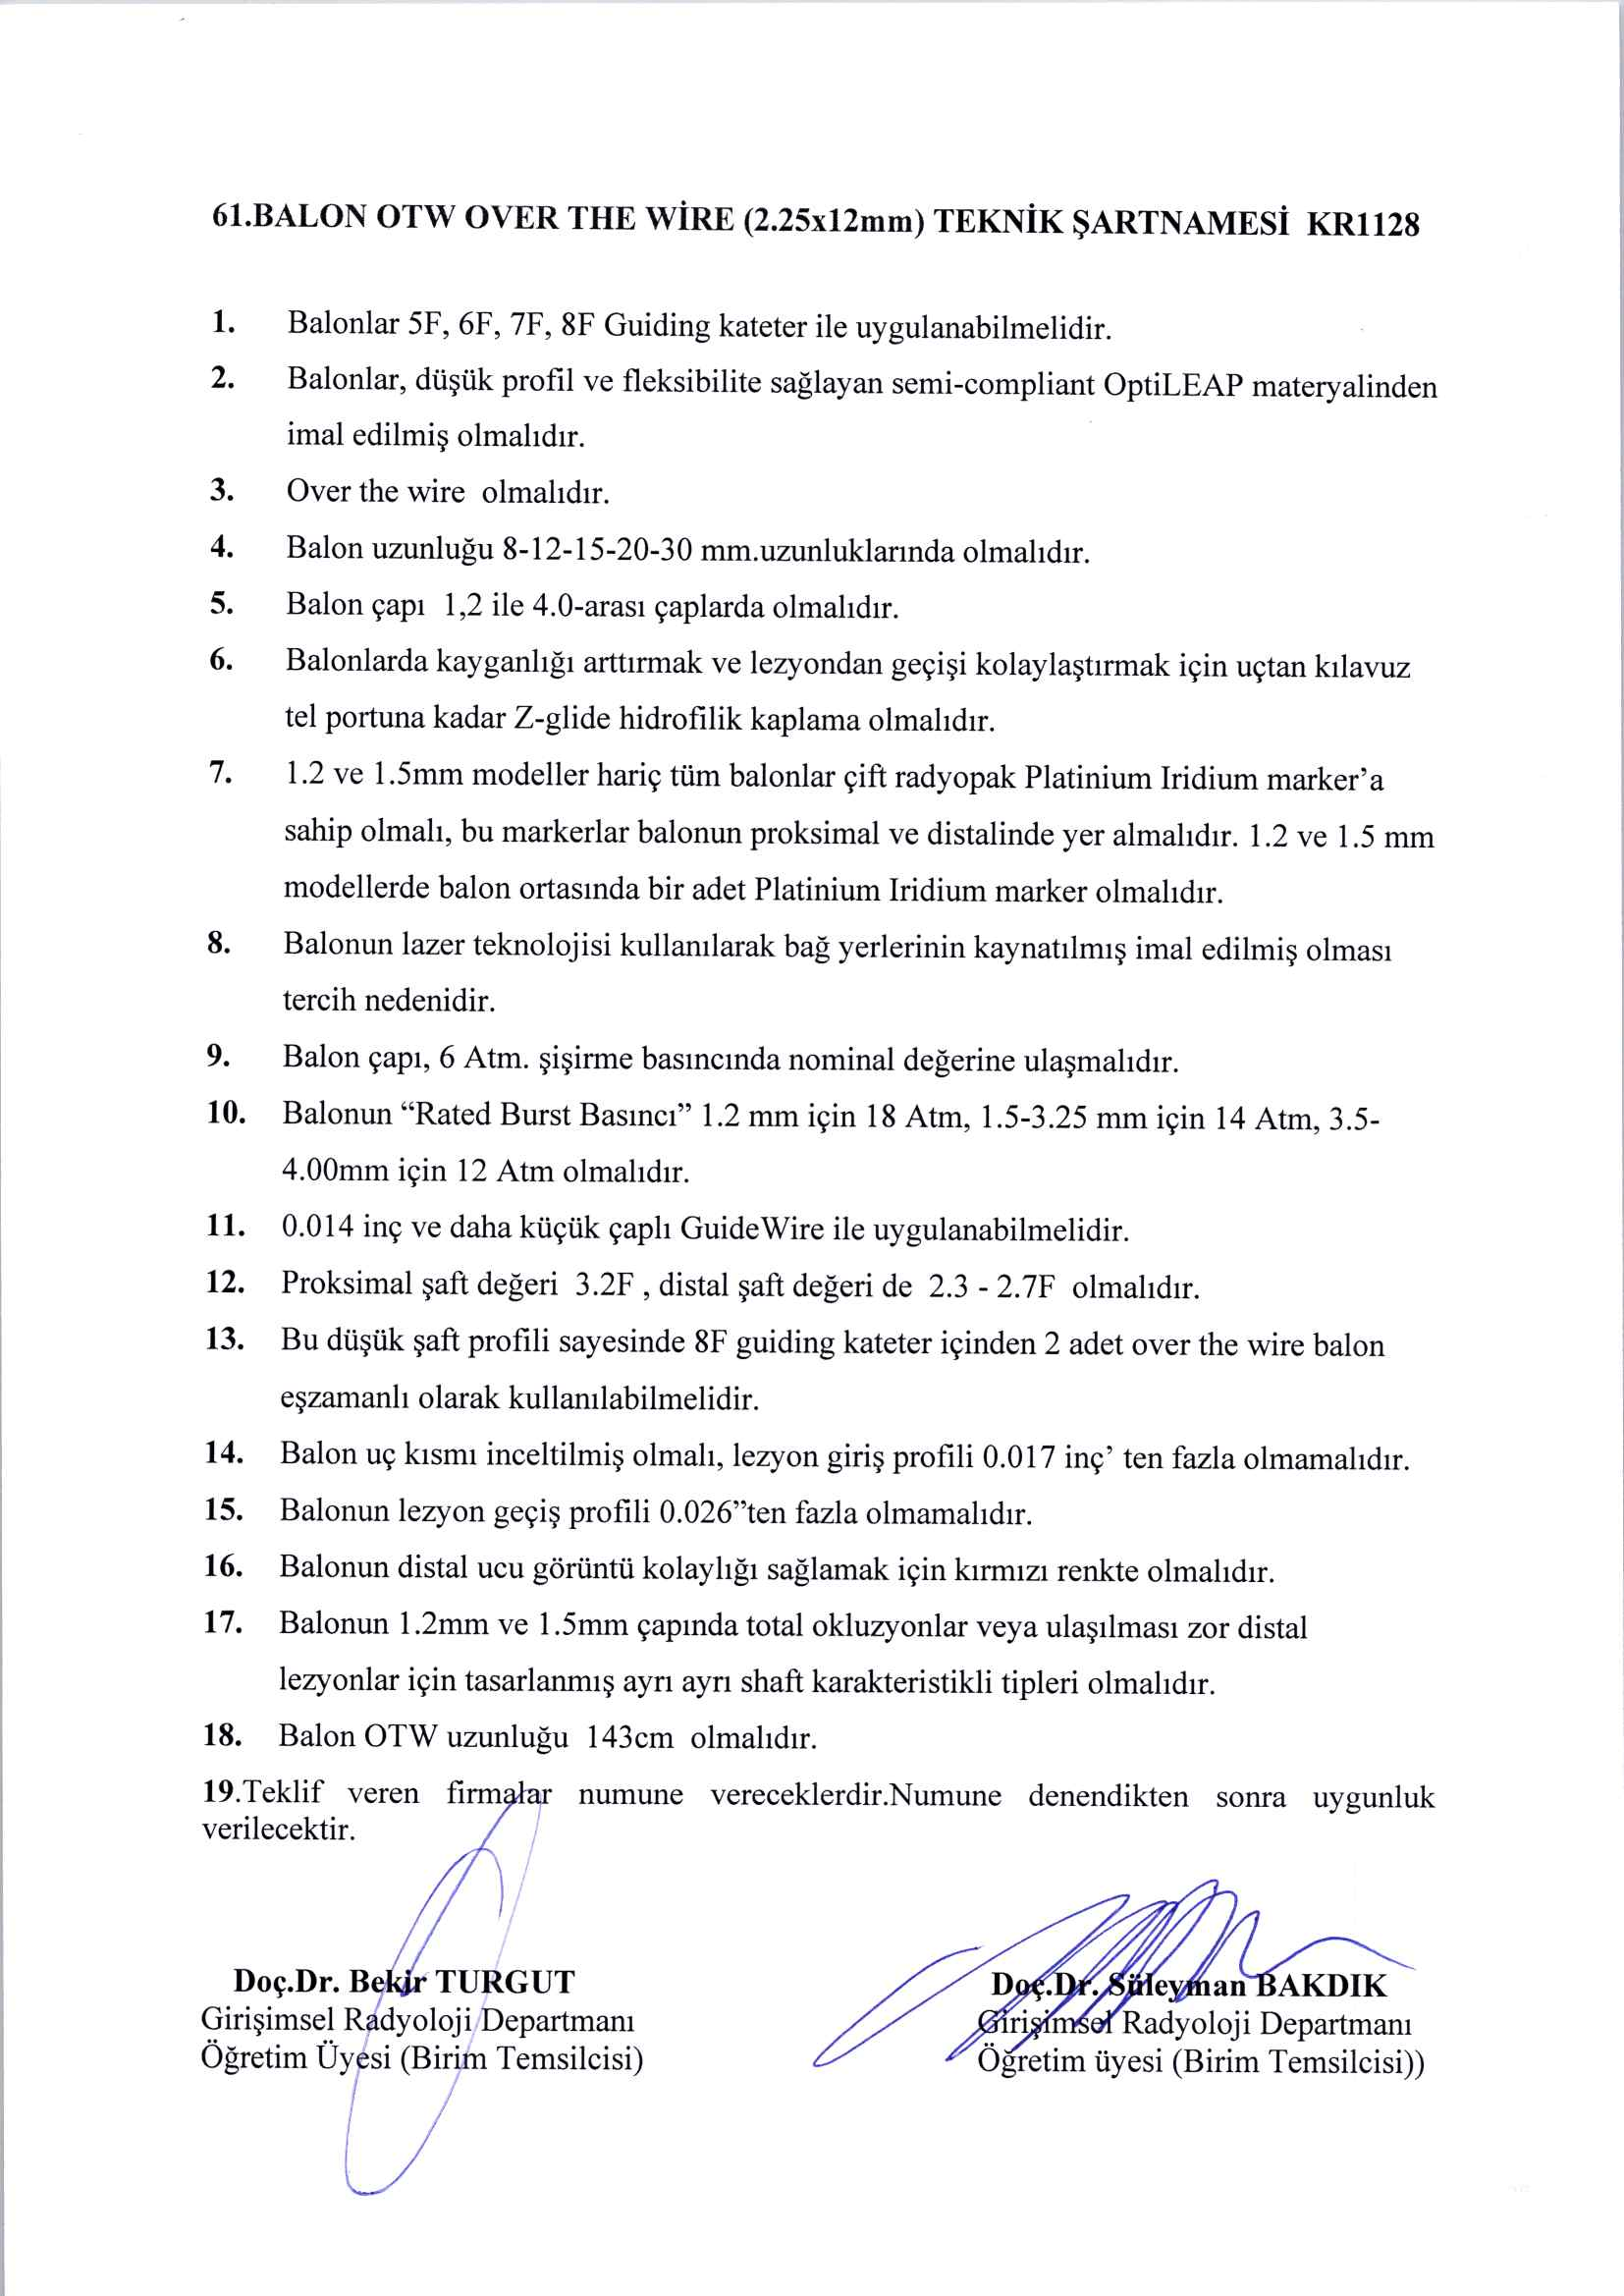 61.BALON OTW OVER THE WİRE (2.25x12mm) TEKNİK ŞARTNAMESİ KR1128
1. Balonlar 5F, 6F, 7F, 8F Guiding kateter ile uygulanabilmelidir.
2. Balonlar, düşük profil ve fleksibilite sağlayan semi-compliant OptiLEAP materyalinden
imal edilmiş olmalıdır.
3. Over the wire olmalıdır.
4. Balon uzunluğu 8-12-15-20-30 mm.uzunluklarında olmalıdır.
5. Balon çapı 1,2 ile 4.0-arası çaplarda olmalıdır.
6. Balonlarda kayganlığı arttırmak ve lezyondan geçişi kolaylaştırmak için uçtan kılavuz
tel portuna kadar Z-glide hidrofilik kaplama olmalıdır.
7. 1.2 ve 1.5mm modeller hariç tüm balonlar çift radyopak Platinium Iridium marker’a
sahip olmalı, bu markerlar balonun proksimal ve distalinde yer almalıdır. 1.2 ve 1.5 mm
modellerde balon ortasında bir adet Platinium Iridium marker olmalıdır.
8. Balonun lazer teknolojisi kullanılarak bağ yerlerinin kaynatılmış imal edilmiş olması
tercih nedenidir.
9. Balon çapı, 6 Atm. şişirme basıncında nominal değerine ulaşmalıdır.
10. Balonun “Rated Burst Basıncı” 1.2 mm için 18 Atm, 1.5-3.25 mm için 14 Atm, 3.5-
4.00mm için 12 Atm olmalıdır.
11. 0.014 inç ve daha küçük çaplı GuideWire ile uygulanabilmelidir.
12. Proksimal şaft değeri 3.2F , distal şaft değeri de 2.3 - 2.7F olmalıdır.
13. Bu düşük şaft profili sayesinde 8F guiding kateter içinden 2 adet over the wire balon
eşzamanlı olarak kullanılabilmelidir.
14. Balon uç kısmı inceltilmiş olmalı, lezyon giriş profili 0.017 inç’ ten fazla olmamalıdır.
15. Balonun lezyon geçiş profili 0.026”ten fazla olmamalıdır.
16. Balonun distal ucu görüntü kolaylığı sağlamak için kırmızı renkte olmalıdır.
17. Balonun 1.2mm ve 1.5mm çapında total okluzyonlar veya ulaşılması zor distal
lezyonlar için tasarlanmış ayrı ayrı shaft karakteristikli tipleri olmalıdır.
18. Balon OTW uzunluğu 143cm olmalıdır.
19.Teklif veren firmalar numune vereceklerdir.Numune denendikten sonra uygunluk
verilecektir.
Doç.Dr. Bekir TURGUT
Girişimsel Radyoloji Departmanı
Öğretim Üyesi (Birim Temsilcisi)
Doç.Dr. Süleyman BAKDIK
Girişimsel Radyoloji Departmanı
Öğretim üyesi (Birim Temsilcisi))